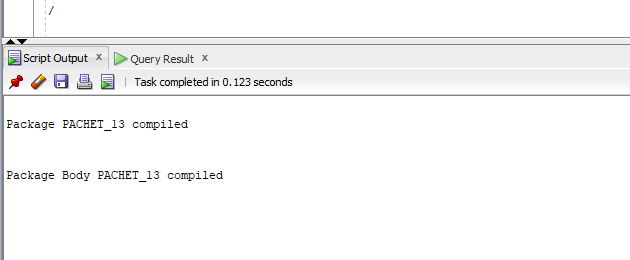 /
Script Output x Query Result x
Task completed in 0.123 seconds
Package PACHET_13 compiled
Package Body PACHET_13 compiled